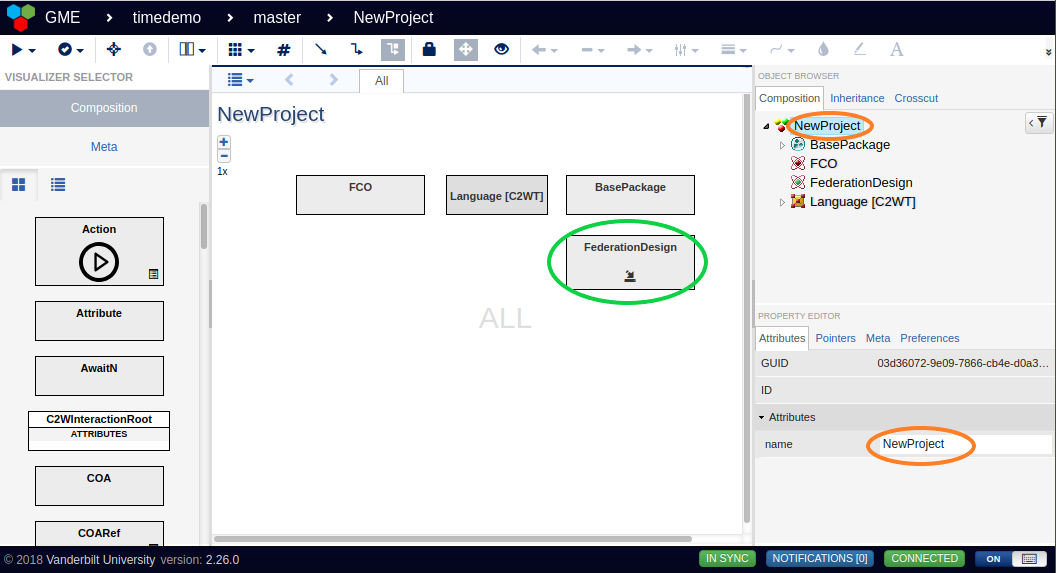 GME timedemo master NewProject
# A
VISUALIZER SELECTOR
Composition
Meta
Action
Attribute
AwaitN
C2WInteractionRoot
ATTRIBUTES
COA
COARef
All
NewProject
+
−
1x
FCO
Language [C2WT]
BasePackage
FederationDesign
ALL
OBJECT BROWSER
Composition Inheritance Crosscut
NewProject
BasePackage
FCO
FederationDesign
Language [C2WT]
PROPERTY EDITOR
Attributes Pointers Meta Preferences
GUID 03d36072-9e09-7866-cb4e-d0a3...
ID
Attributes
name NewProject
© 2018 Vanderbilt University version: 2.26.0 IN SYNC NOTIFICATIONS [0] CONNECTED ON